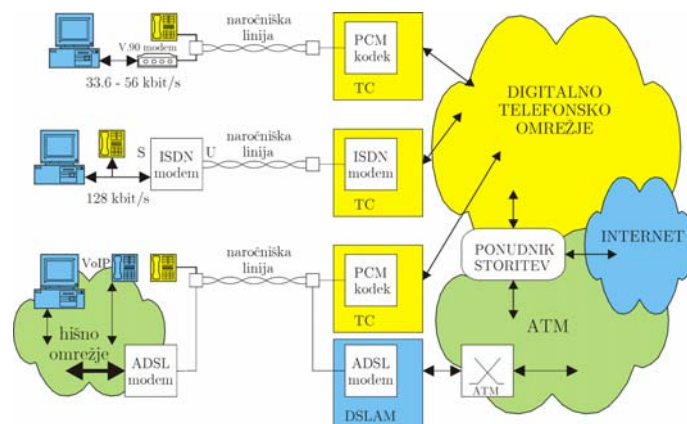 V.90 modem
33.6 - 56 kbit/s
naročniška
linija
PCM
kodek
TC
DIGITALNO
TELEFONSKO
OMREŽJE
S
ISDN
modem
U
128 kbit/s
naročniška
linija
ISDN
modem
TC
INTERNET
PONUDNIK
STORITEV
VoIP
naročniška
linija
PCM
kodek
TC
ATM
hišno
omrežje
ADSL
modem
ADSL
modem
DSLAM
ATM